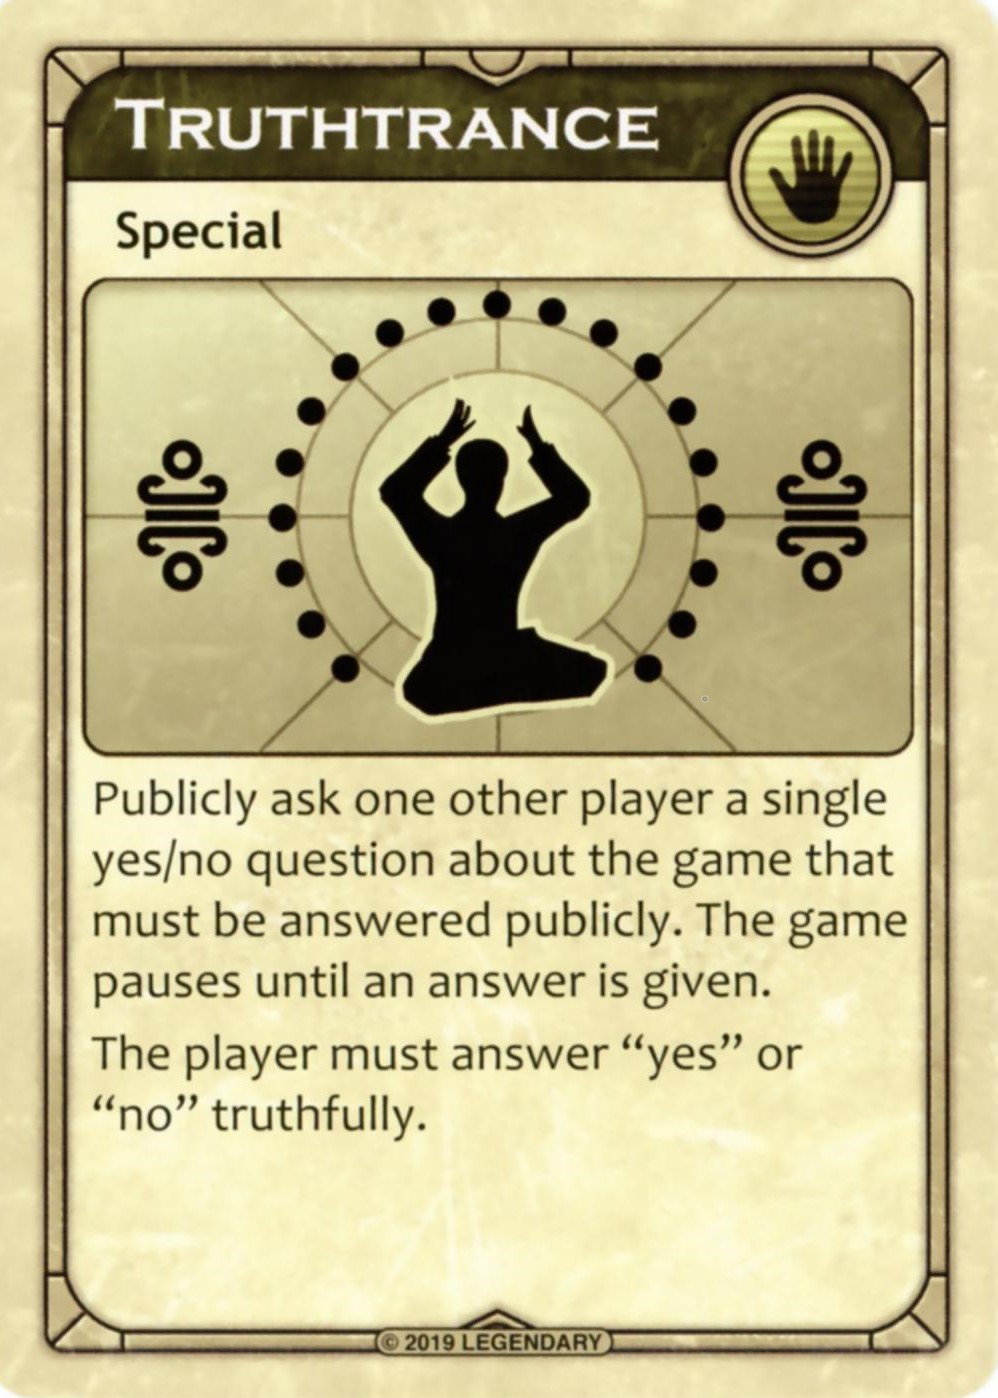 TRUTHTRANCE
Special
Publicly ask one other player a single
yes/no question about the game that
must be answered publicly. The game
pauses until an answer is given.
The player must answer “yes” or
“no” truthfully.
© 2019 LEGENDARY